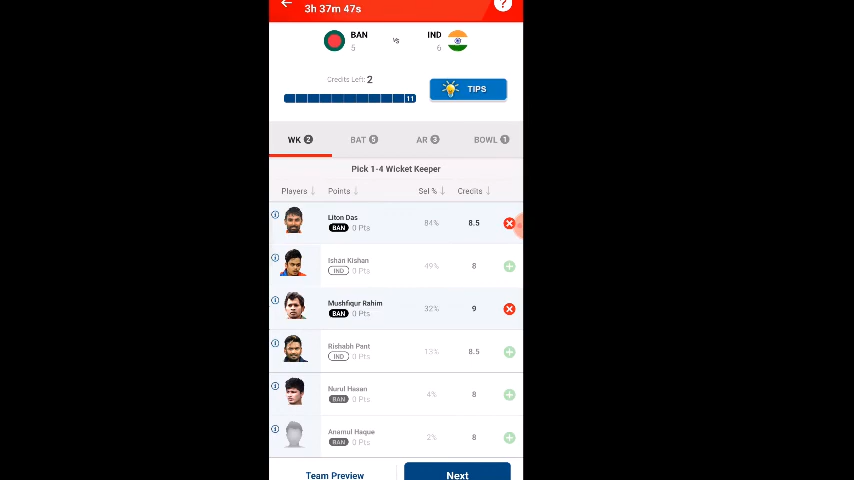 3h 37m 47s
?
BAN
5
vs
IND
6
Credits Left: 2
11
TIPS
WK 2
BAT 5
AR 3
BOWL 1
Pick 1-4 Wicket Keeper
Players ↓ Points ↓ Sel % ↓ Credits ↓
Liton Das
BAN 0 Pts
84% 8.5
Ishan Kishan
IND 0 Pts
49% 8
Mushfiqur Rahim
BAN 0 Pts
32% 9
Rishabh Pant
IND 0 Pts
13% 8.5
Nurul Hasan
BAN 0 Pts
4% 8
Anamul Haque
BAN 0 Pts
2% 8
Team Preview
Next